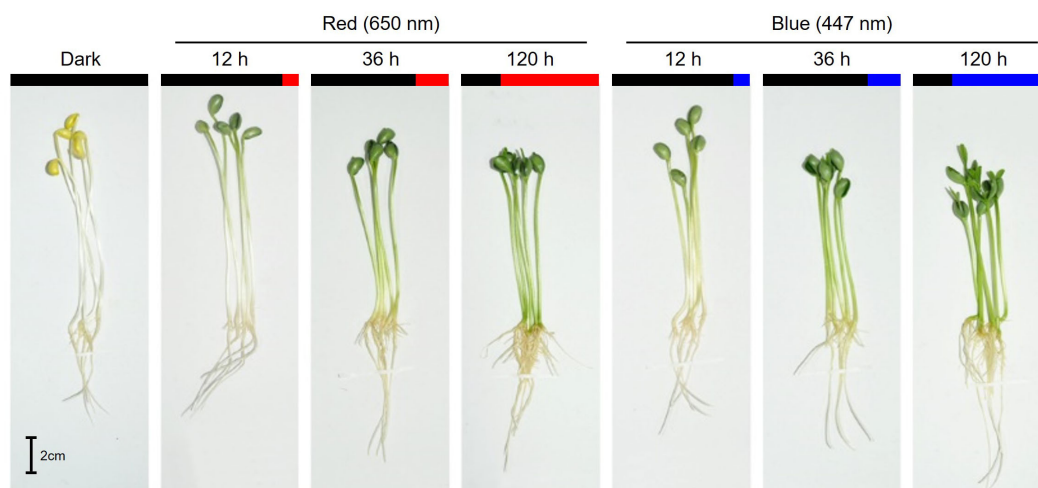 Red (650 nm)
Blue (447 nm)
Dark
12 h
36 h
120 h
12 h
36 h
120 h
2cm